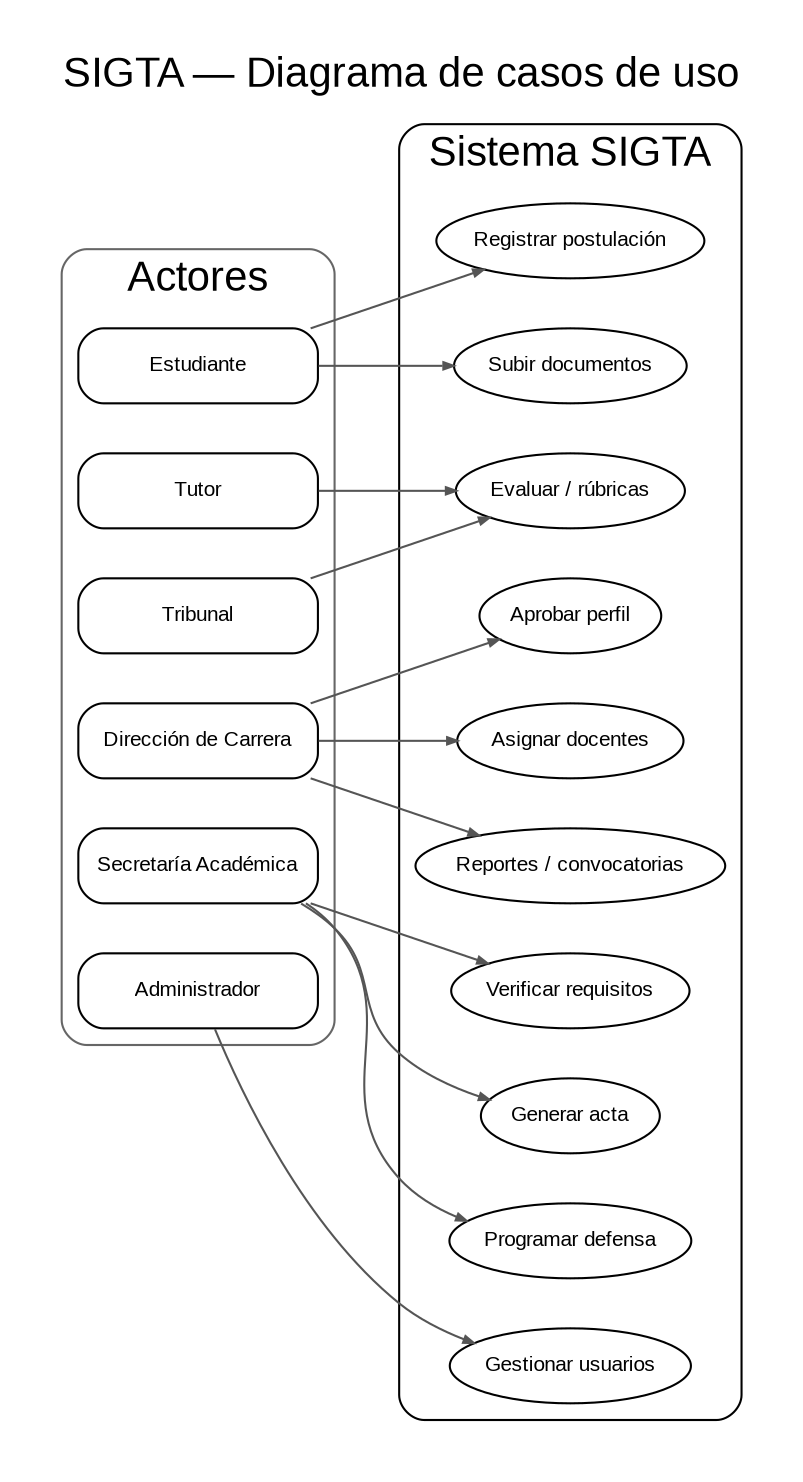 SIGTA — Diagrama de casos de uso
Actores
Estudiante
Tutor
Tribunal
Dirección de Carrera
Secretaría Académica
Administrador
Sistema SIGTA
Registrar postulación
Subir documentos
Evaluar / rúbricas
Aprobar perfil
Asignar docentes
Reportes / convocatorias
Verificar requisitos
Generar acta
Programar defensa
Gestionar usuarios